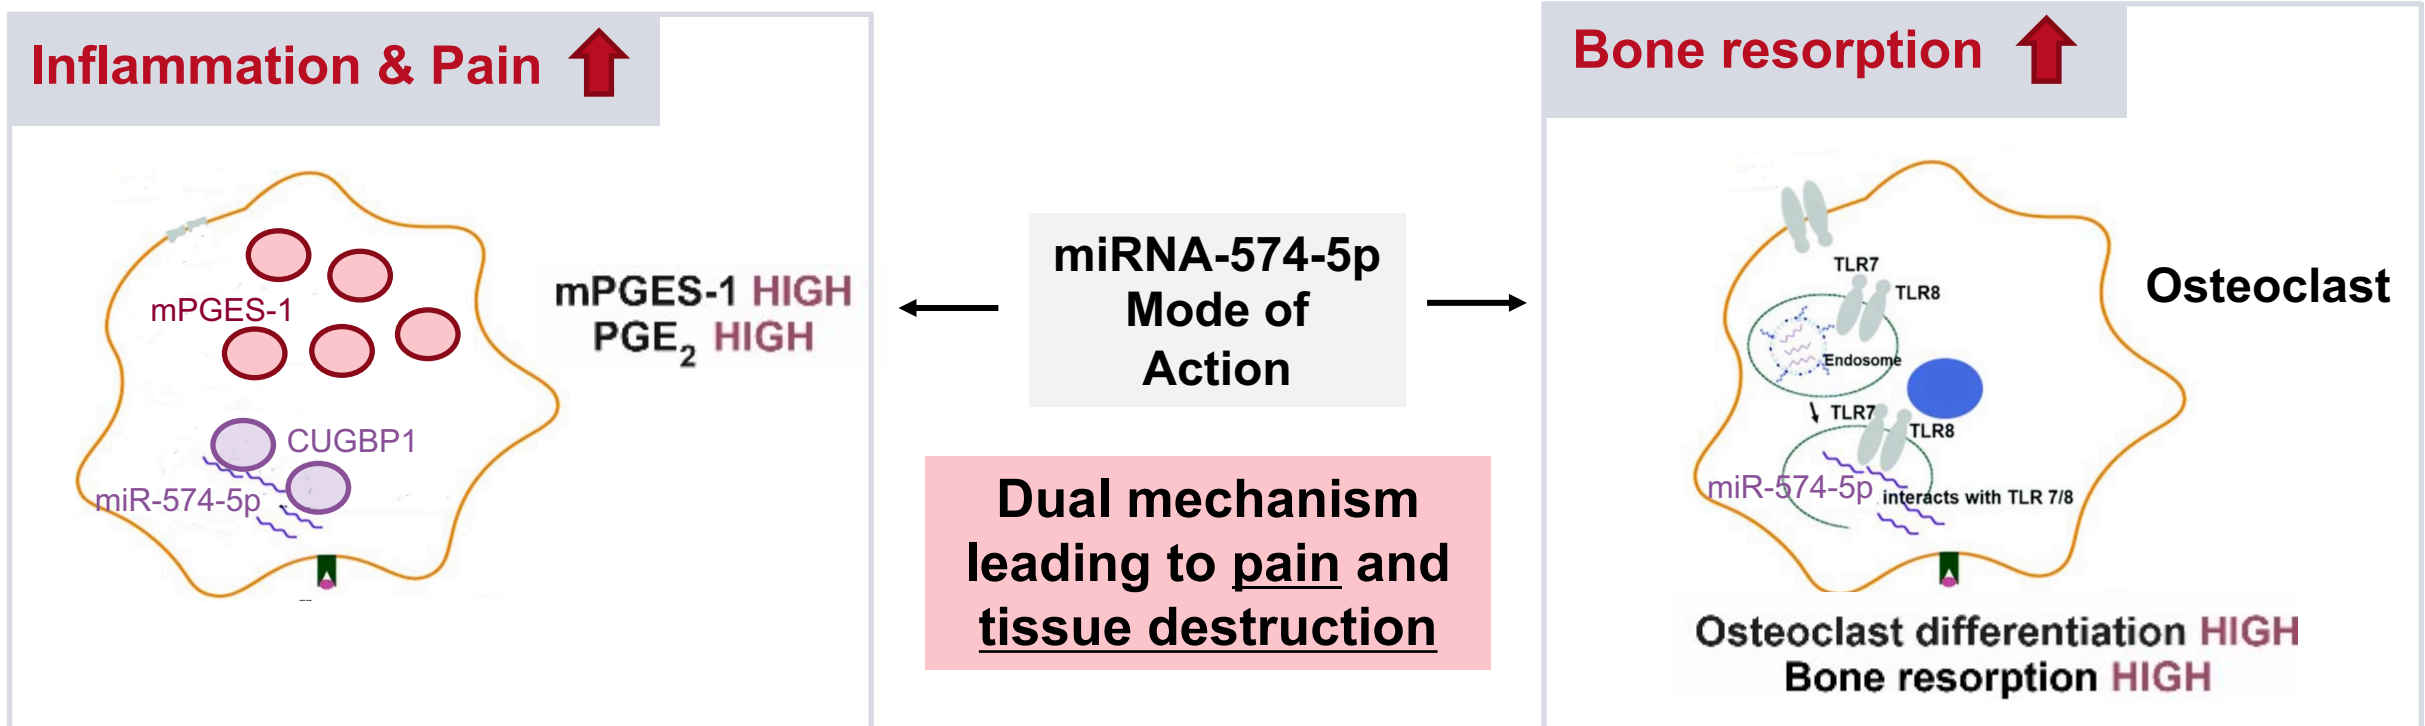 Inflammation & Pain
mPGES-1
CUGBP1
miR-574-5p
mPGES-1 HIGH
PGE₂ HIGH
miRNA-574-5p
Mode of
Action
Dual mechanism
leading to pain and
tissue destruction
Bone resorption
TLR7
TLR8
Endosome
TLR7
TLR8
miR-574-5p interacts with TLR 7/8
Osteoclast
Osteoclast differentiation HIGH
Bone resorption HIGH